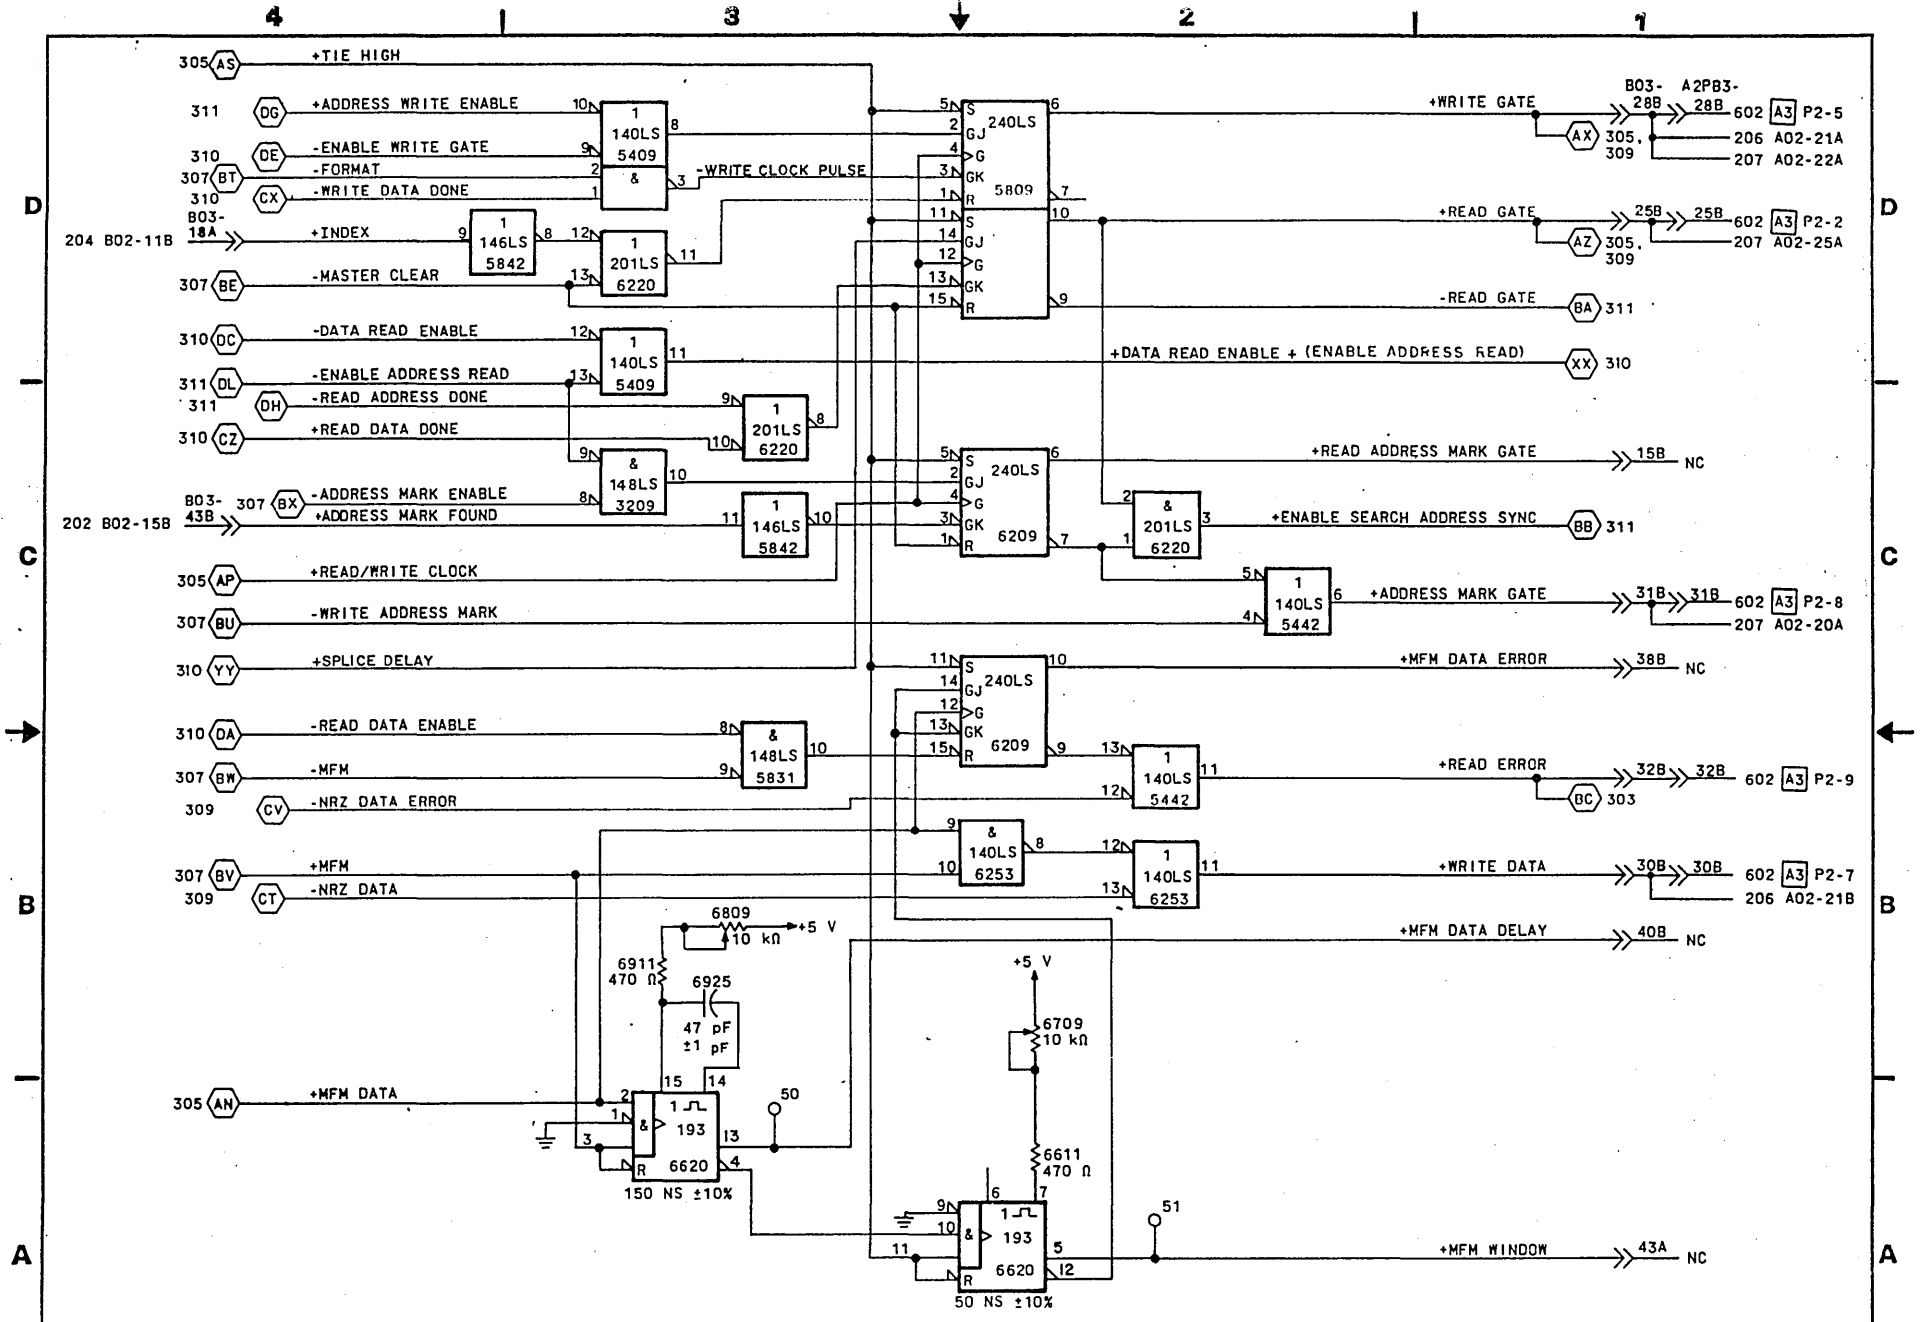 4 3 2 1
305 AS +TIE HIGH
311 DG +ADDRESS WRITE ENABLE 10 1 140LS 5409 8
310 DE -ENABLE WRITE GATE 9
307 BT -FORMAT 2 & 3 -WRITE CLOCK PULSE
310 CX -WRITE DATA DONE 1
5 S 240LS 6
2 GJ
4 G
3 GK
1 R 5809 7
+WRITE GATE B03- 28B A2PB3- 28B 602 A3 P2-5
AX 305, 309
206 A02-21A
207 A02-22A
D D
B03-
204 B02-11B 18A +INDEX 9 1 146LS 5842 8 12 1 201LS 6220 11
307 BE -MASTER CLEAR 13
11 S 10
14 GJ
12 G
13 GK
15 R 9
+READ GATE 25B 25B 602 A3 P2-2
AZ 305, 309
207 A02-25A
-READ GATE BA 311
310 DC -DATA READ ENABLE 12 1 140LS 5409 11
+DATA READ ENABLE + (ENABLE ADDRESS READ) XX 310
311 DL -ENABLE ADDRESS READ 13
311 DH -READ ADDRESS DONE 9 1 201LS 6220 8
310 CZ +READ DATA DONE 10
9 & 148LS 3209 10
B03- 307 BX -ADDRESS MARK ENABLE 8
202 B02-15B 43B +ADDRESS MARK FOUND 11 1 146LS 5842 10
5 S 240LS 6
2 GJ
4 G
3 GK
1 R 6209 7
+READ ADDRESS MARK GATE 15B NC
2 & 201LS 6220 3 1 +ENABLE SEARCH ADDRESS SYNC BB 311
C C
305 AP +READ/WRITE CLOCK
307 BU -WRITE ADDRESS MARK
5 1 140LS 5442 6 4 +ADDRESS MARK GATE 31B 31B 602 A3 P2-8
207 A02-20A
310 YY +SPLICE DELAY
11 S 240LS 10
14 GJ
12 G
13 GK
15 R 6209 9
+MFM DATA ERROR 38B NC
310 DA -READ DATA ENABLE 8 & 148LS 5831 10
307 BW -MFM 9
309 CV -NRZ DATA ERROR
13 1 140LS 5442 11 12 +READ ERROR 32B 32B 602 A3 P2-9
BC 303
9 & 140LS 6253 8 10
307 BV +MFM
309 CT -NRZ DATA
12 1 140LS 6253 11 13 +WRITE DATA 30B 30B 602 A3 P2-7
206 A02-21B
B B
6809 10 kΩ +5 V
6911 470 Ω
6925 47 pF ±1 pF
+MFM DATA DELAY 40B NC
+5 V
6709 10 kΩ
6611 470 Ω
305 AN +MFM DATA
15 14
2 1 193 50
1 & 13
3
R 6620 4
150 NS ±10%
6 7
9 1 193 51
10 & 5
11
R 6620 12
50 NS ±10%
+MFM WINDOW 43A NC
A A